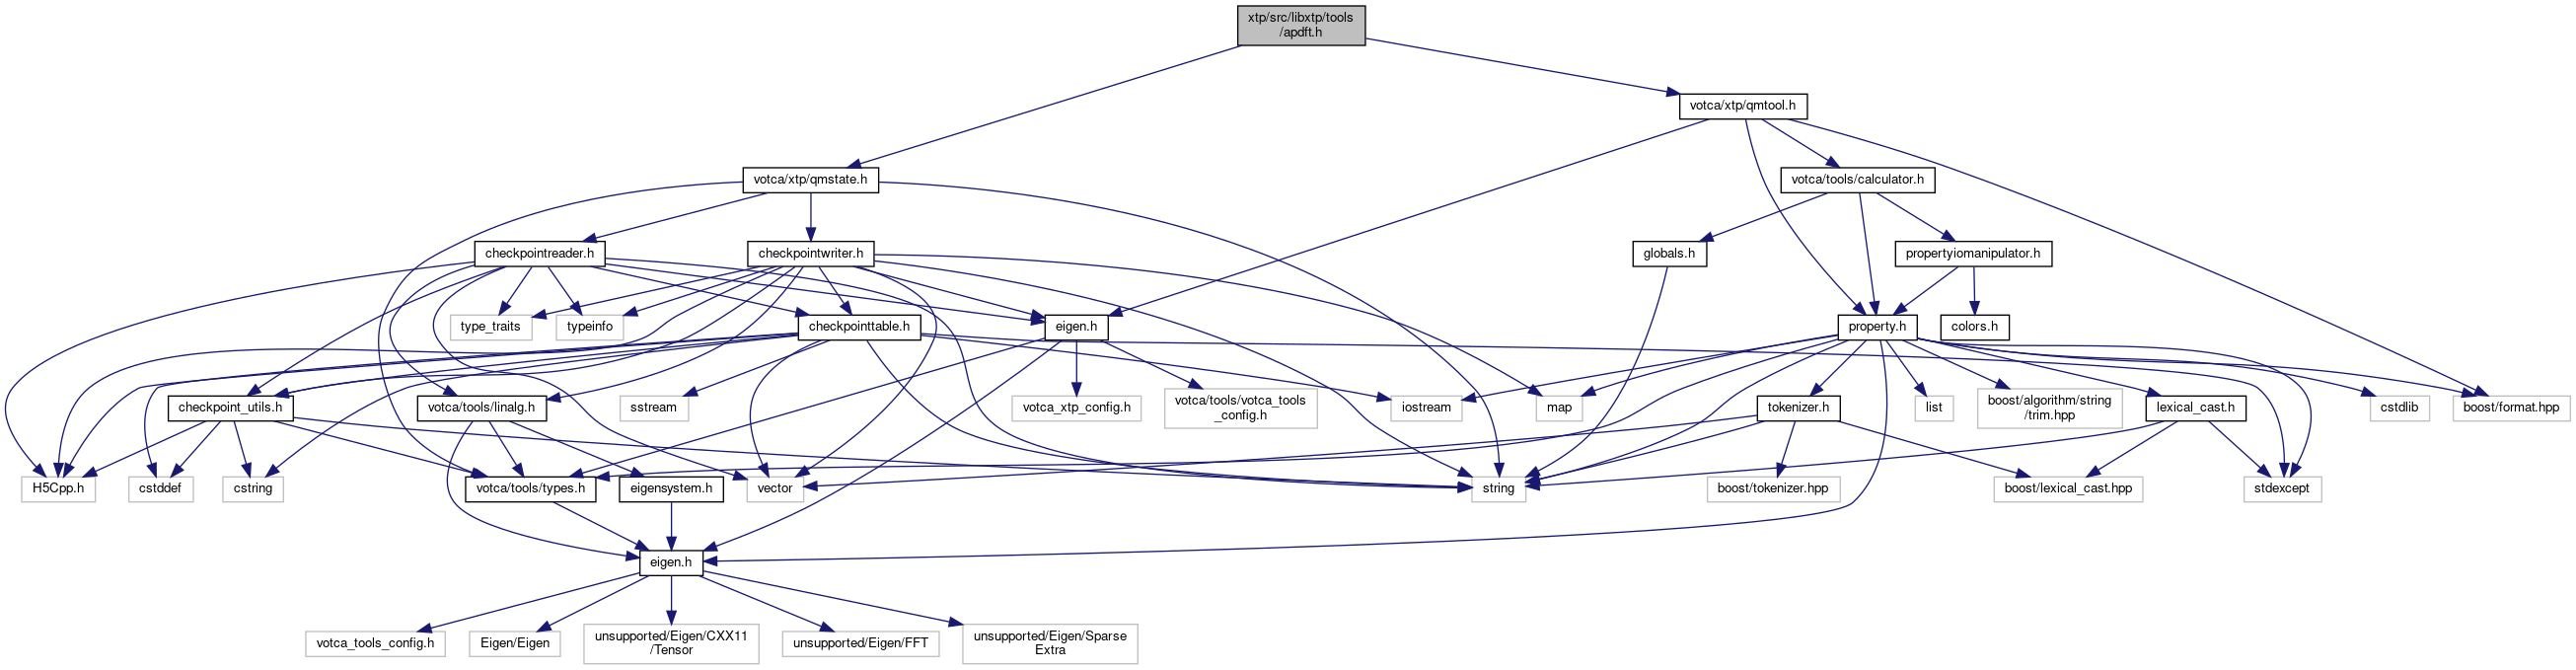 xtp/src/libxtp/tools
/apdft.h
votca/xtp/qmtool.h
votca/xtp/qmstate.h
votca/tools/calculator.h
checkpointreader.h
checkpointwriter.h
globals.h
propertyiomanipulator.h
type_traits
typeinfo
checkpointtable.h
eigen.h
property.h
colors.h
checkpoint_utils.h
votca/tools/linalg.h
sstream
votca_xtp_config.h
votca/tools/votca_tools
_config.h
iostream
map
tokenizer.h
list
boost/algorithm/string
/trim.hpp
lexical_cast.h
cstdlib
boost/format.hpp
H5Cpp.h
cstddef
cstring
votca/tools/types.h
eigensystem.h
vector
string
boost/tokenizer.hpp
boost/lexical_cast.hpp
stdexcept
eigen.h
votca_tools_config.h
Eigen/Eigen
unsupported/Eigen/CXX11
/Tensor
unsupported/Eigen/FFT
unsupported/Eigen/Sparse
Extra